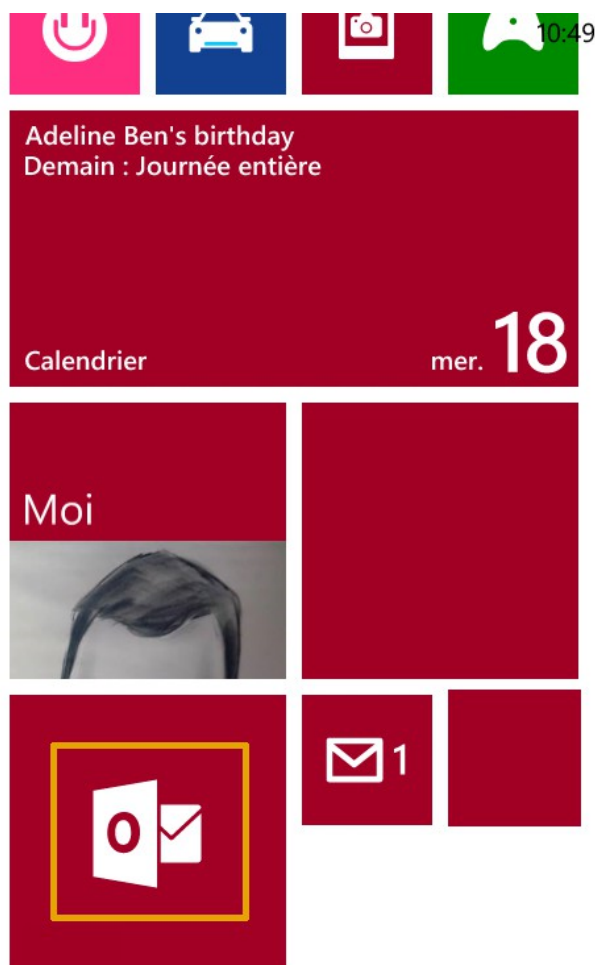 10:49
Adeline Ben's birthday
Demain : Journée entière
Calendrier
mer. 18
Moi
1
O